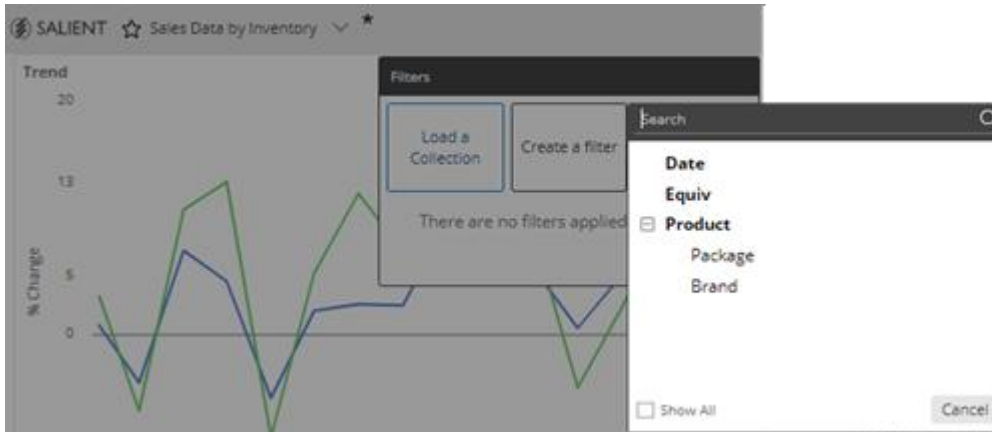 SALIENT Sales Data by Inventory *
Trend
Filters
20
Load a
Collection
Create a filter
Search
13
Date
Equiv
There are no filters applied
Product
Package
% Change
5
Brand
0
Show All
Cancel